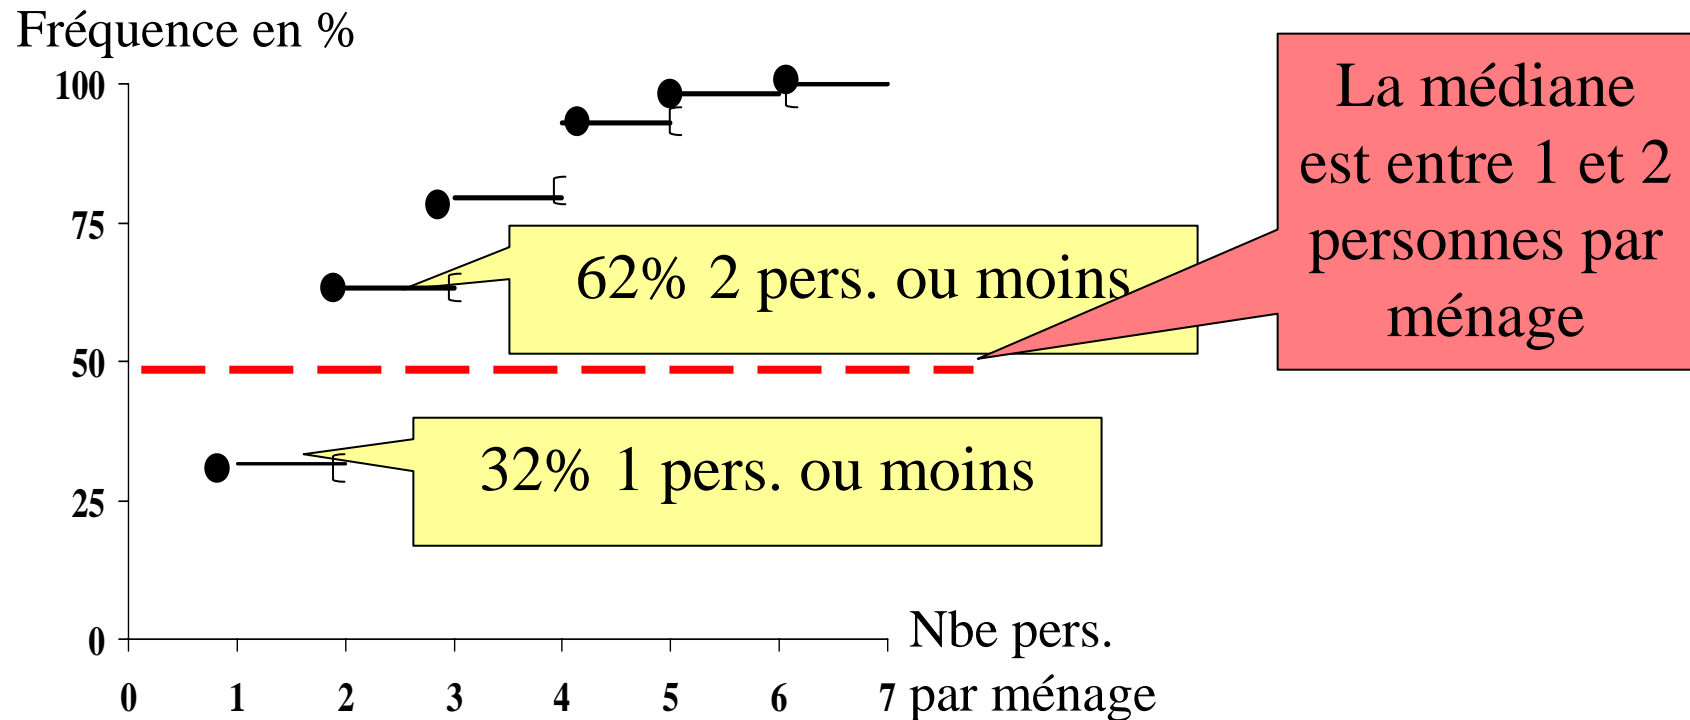 Fréquence en %
100
75
50
25
0
0 1 2 3 4 5 6 7
Nbe pers.
par ménage
62% 2 pers. ou moins
32% 1 pers. ou moins
La médiane
est entre 1 et 2
personnes par
ménage